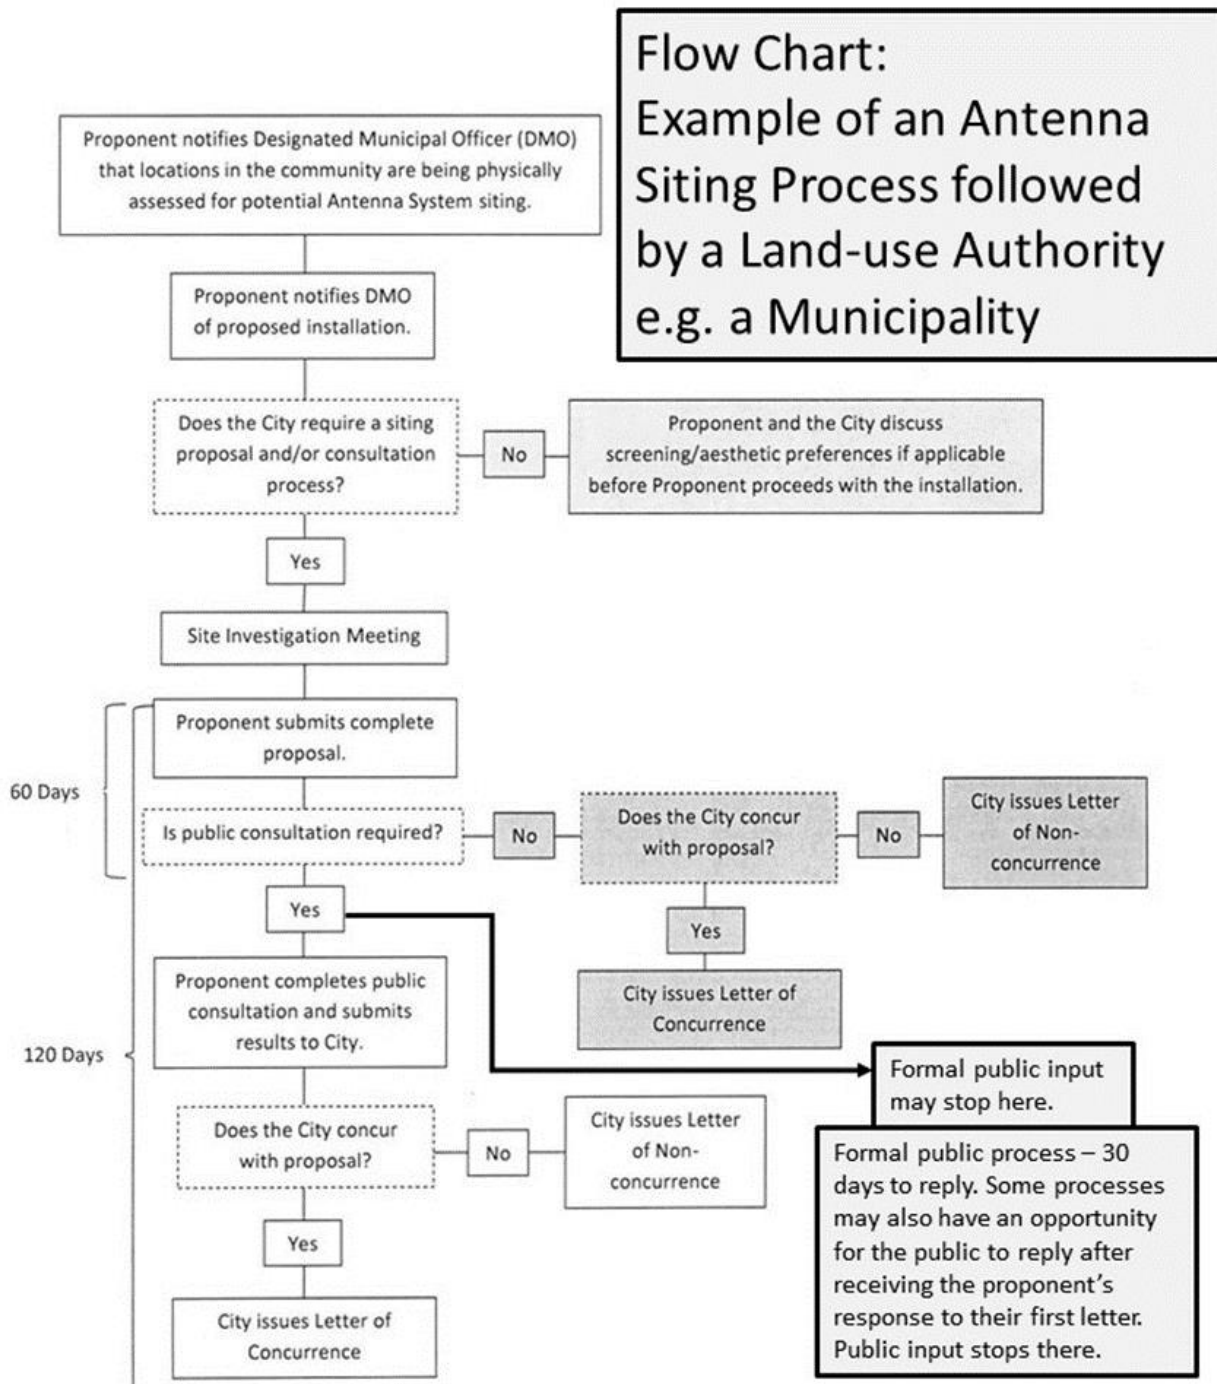 Flow Chart:
Example of an Antenna
Siting Process followed
by a Land-use Authority
e.g. a Municipality
Proponent notifies Designated Municipal Officer (DMO)
that locations in the community are being physically
assessed for potential Antenna System siting.
Proponent notifies DMO
of proposed installation.
Does the City require a siting
proposal and/or consultation
process?
No
Proponent and the City discuss
screening/aesthetic preferences if applicable
before Proponent proceeds with the installation.
Yes
Site Investigation Meeting
Proponent submits complete
proposal.
60 Days
Is public consultation required?
No
Does the City concur
with proposal?
No
City issues Letter
of Non-
concurrence
Yes
Yes
City issues Letter of
Concurrence
Proponent completes public
consultation and submits
results to City.
120 Days
Formal public input
may stop here.
Does the City concur
with proposal?
No
City issues Letter
of Non-
concurrence
Formal public process – 30
days to reply. Some processes
may also have an opportunity
for the public to reply after
receiving the proponent's
response to their first letter.
Public input stops there.
Yes
City issues Letter of
Concurrence